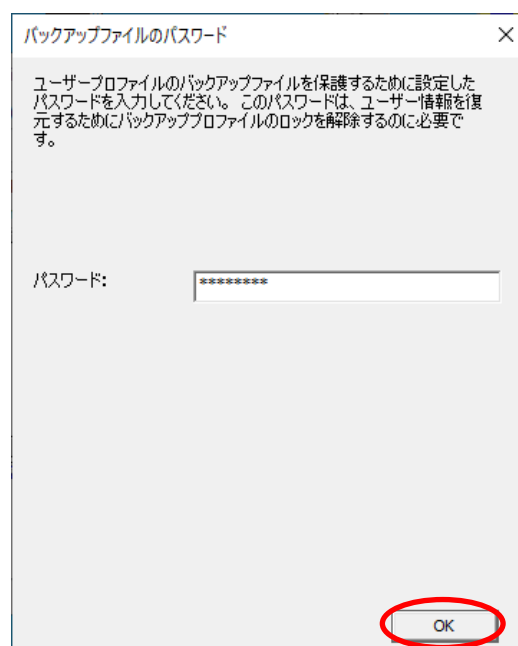 バックアップファイルのパスワード
ユーザープロファイルのバックアップファイルを保護するために設定した
パスワードを入力してください。 このパスワードは、ユーザー情報を復
元するためにバックアッププロファイルのロックを解除するのに必要で
す。
パスワード: ********
OK